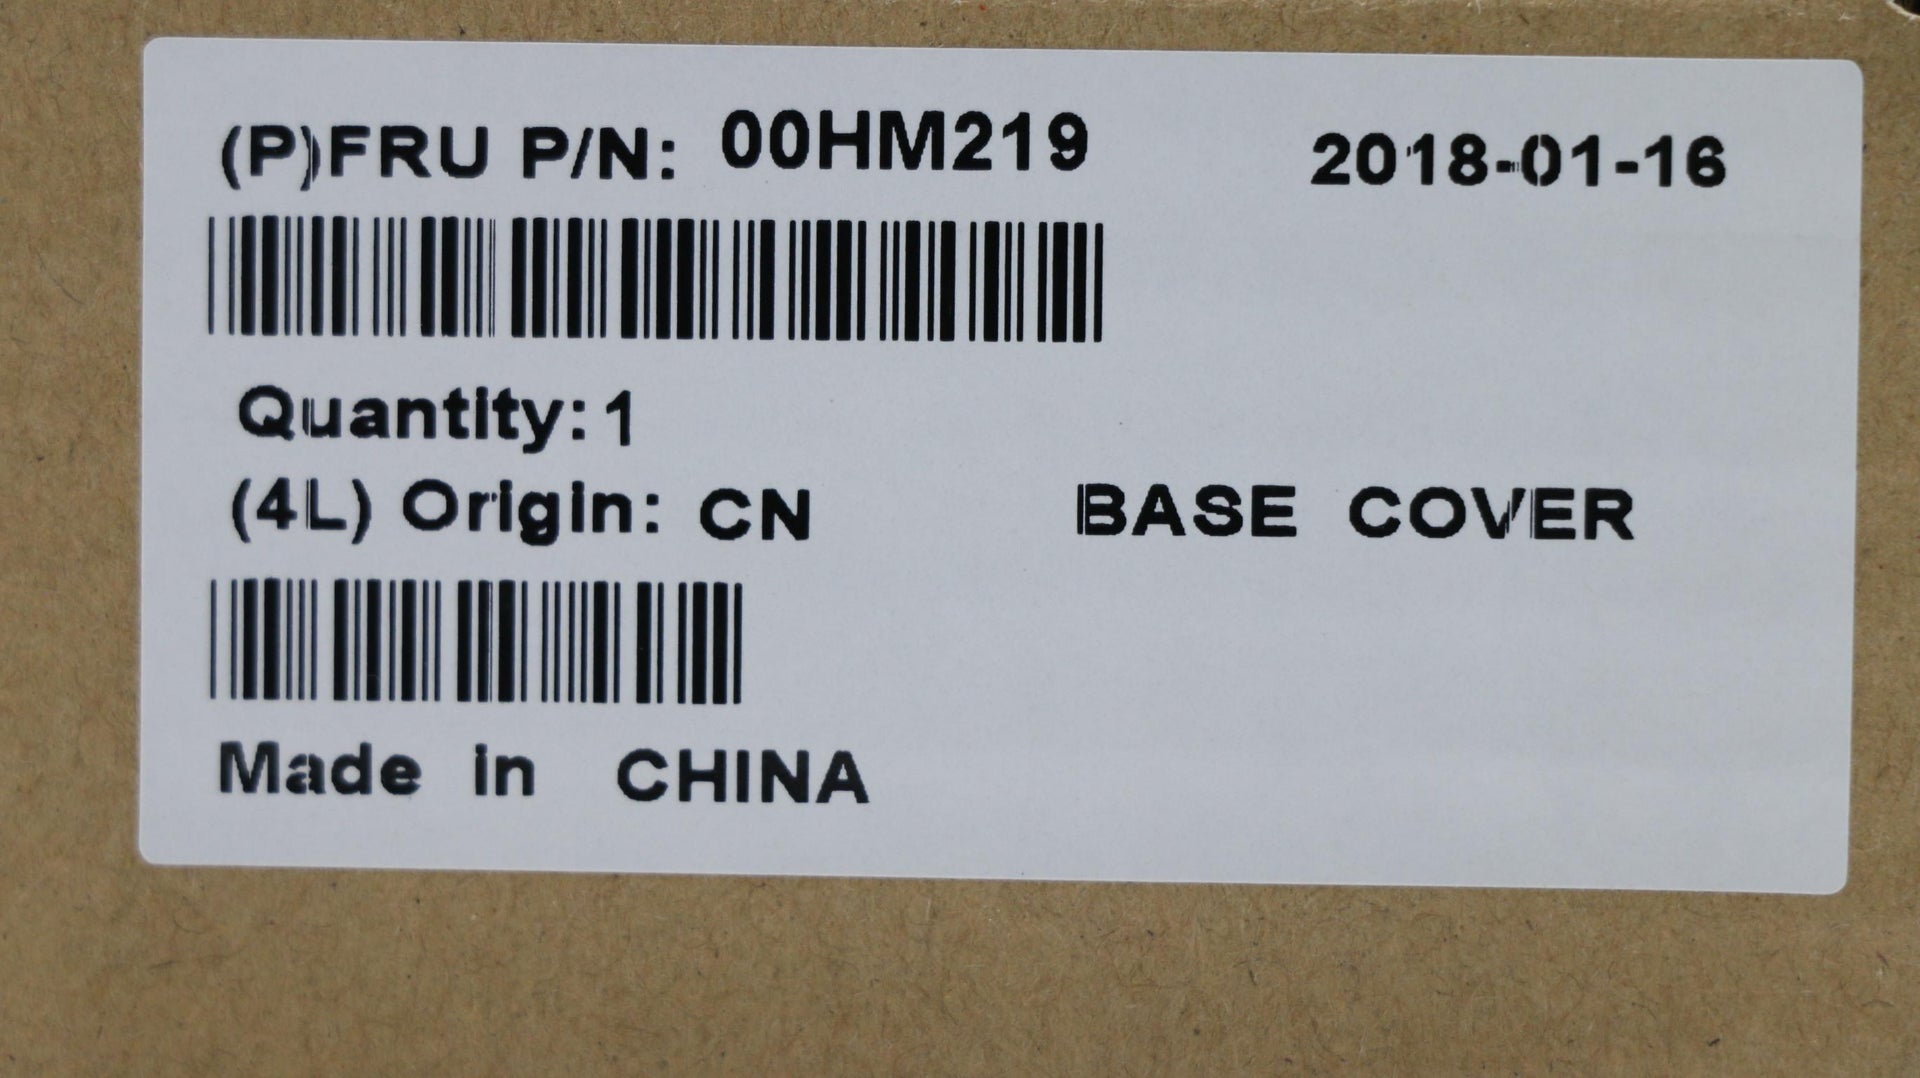 (P)FRU P/N: 00HM219 2018-01-16
Quantity: 1
(4L) Origin: CN BASE COVER
Made in CHINA